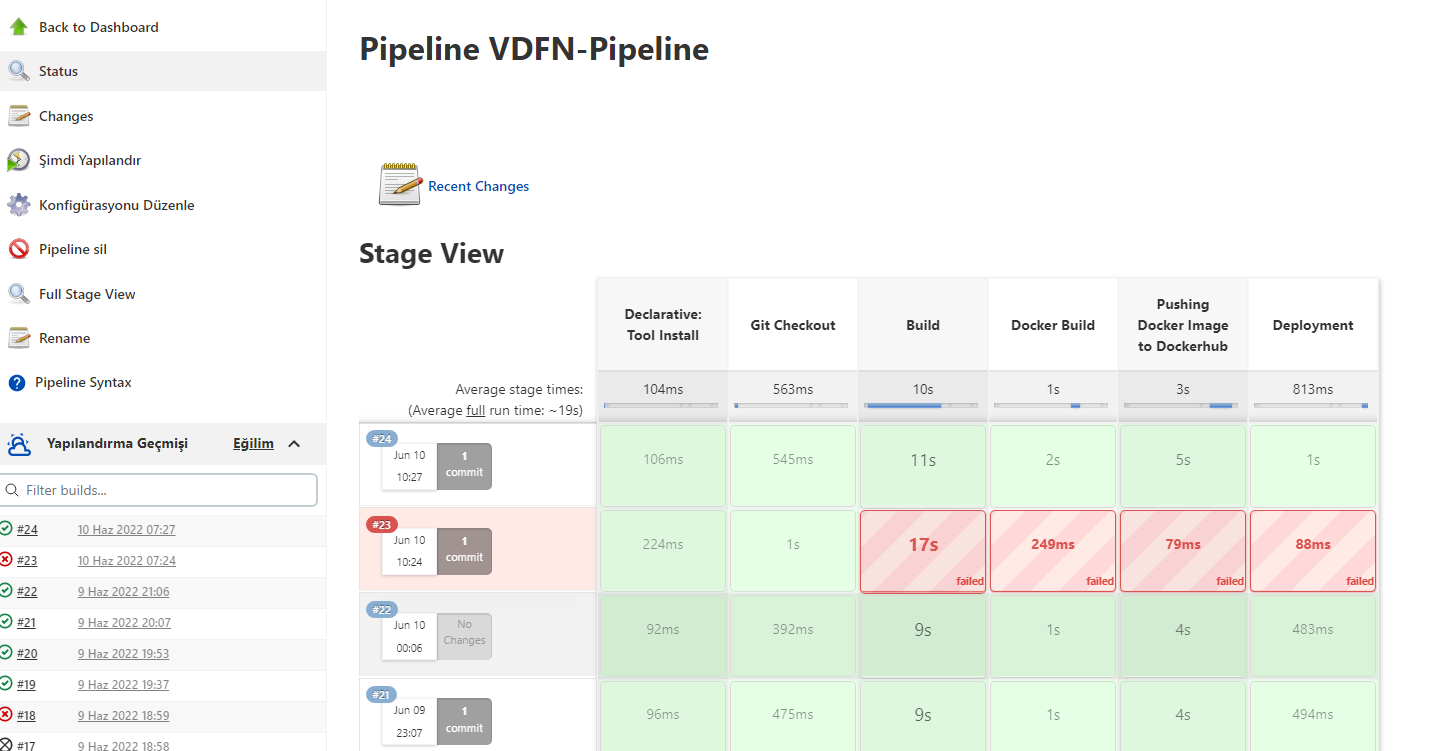 Back to Dashboard
Status
Changes
Şimdi Yapılandır
Konfigürasyonu Düzenle
Pipeline sil
Full Stage View
Rename
Pipeline Syntax
Yapılandırma Geçmişi Eğilim
Filter builds...
#24 10 Haz 2022 07:27
#23 10 Haz 2022 07:24
#22 9 Haz 2022 21:06
#21 9 Haz 2022 20:07
#20 9 Haz 2022 19:53
#19 9 Haz 2022 19:37
#18 9 Haz 2022 18:59
#17 9 Haz 2022 18:58
Pipeline VDFN-Pipeline
Recent Changes
Stage View
Declarative:
Tool Install
Git Checkout
Build
Docker Build
Pushing
Docker Image
to Dockerhub
Deployment
Average stage times:
(Average full run time: ~19s)
104ms 563ms 10s 1s 3s 813ms
#24
Jun 10
10:27
1
commit
106ms 545ms 11s 2s 5s 1s
#23
Jun 10
10:24
1
commit
224ms 1s 17s 249ms 79ms 88ms
failed failed failed failed
#22
Jun 10
00:06
No
Changes
92ms 392ms 9s 1s 4s 483ms
#21
Jun 09
23:07
1
commit
96ms 475ms 9s 1s 4s 494ms